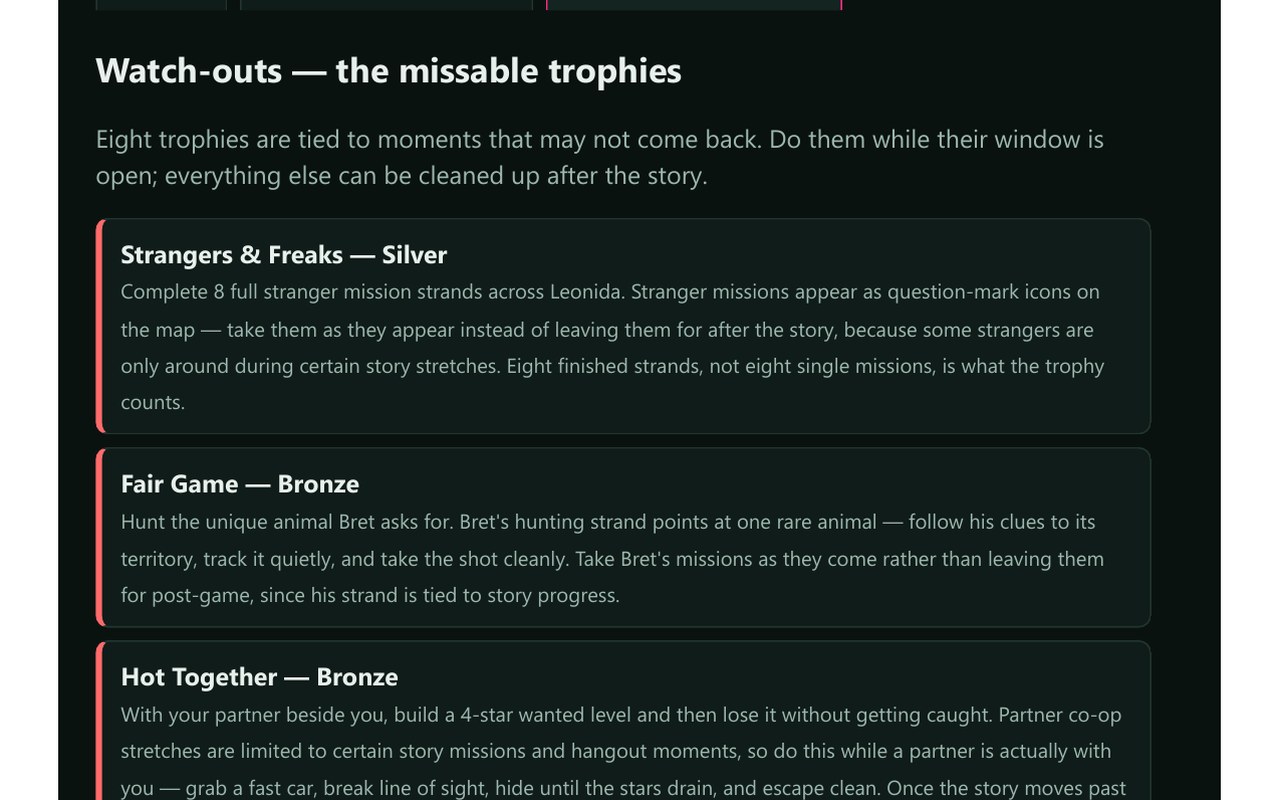 Watch-outs — the missable trophies
Eight trophies are tied to moments that may not come back. Do them while their window is
open; everything else can be cleaned up after the story.
Strangers & Freaks — Silver
Complete 8 full stranger mission strands across Leonida. Stranger missions appear as question-mark icons on
the map — take them as they appear instead of leaving them for after the story, because some strangers are
only around during certain story stretches. Eight finished strands, not eight single missions, is what the trophy
counts.
Fair Game — Bronze
Hunt the unique animal Bret asks for. Bret's hunting strand points at one rare animal — follow his clues to its
territory, track it quietly, and take the shot cleanly. Take Bret's missions as they come rather than leaving them
for post-game, since his strand is tied to story progress.
Hot Together — Bronze
With your partner beside you, build a 4-star wanted level and then lose it without getting caught. Partner co-op
stretches are limited to certain story missions and hangout moments, so do this while a partner is actually with
you — grab a fast car, break line of sight, hide until the stars drain, and escape clean. Once the story moves past